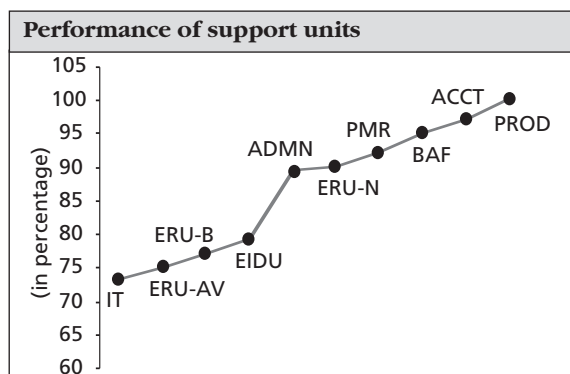 Performance of support units
(in percentage)
105
100
95
90
85
80
75
70
65
60
IT
ERU-AV
ERU-B
EIDU
ADMN
ERU-N
PMR
BAF
ACCT
PROD